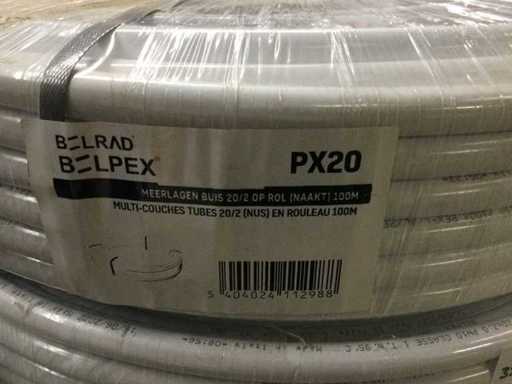 BELRAD
BELPEX
PX20
MEERLAGEN BUIS 20/2 OP ROL (NAAKT) 100M
MULTI-COUCHES TUBES 20/2 (NUS) EN ROULEAU 100M
5 404024 112988